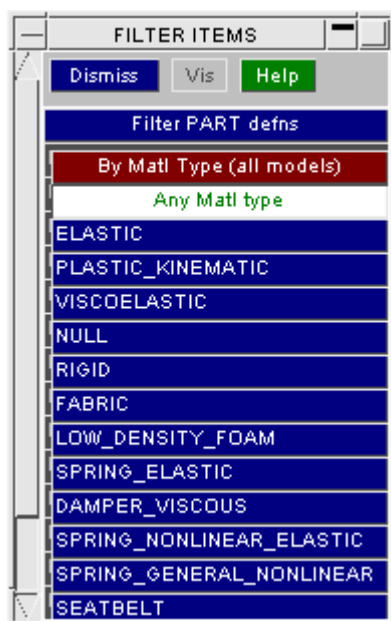 FILTER ITEMS
Dismiss Vis Help
Filter PART defns
By Matl Type (all models)
Any Matl type
ELASTIC
PLASTIC_KINEMATIC
VISCOELASTIC
NULL
RIGID
FABRIC
LOW_DENSITY_FOAM
SPRING_ELASTIC
DAMPER_VISCOUS
SPRING_NONLINEAR_ELASTIC
SPRING_GENERAL_NONLINEAR
SEATBELT